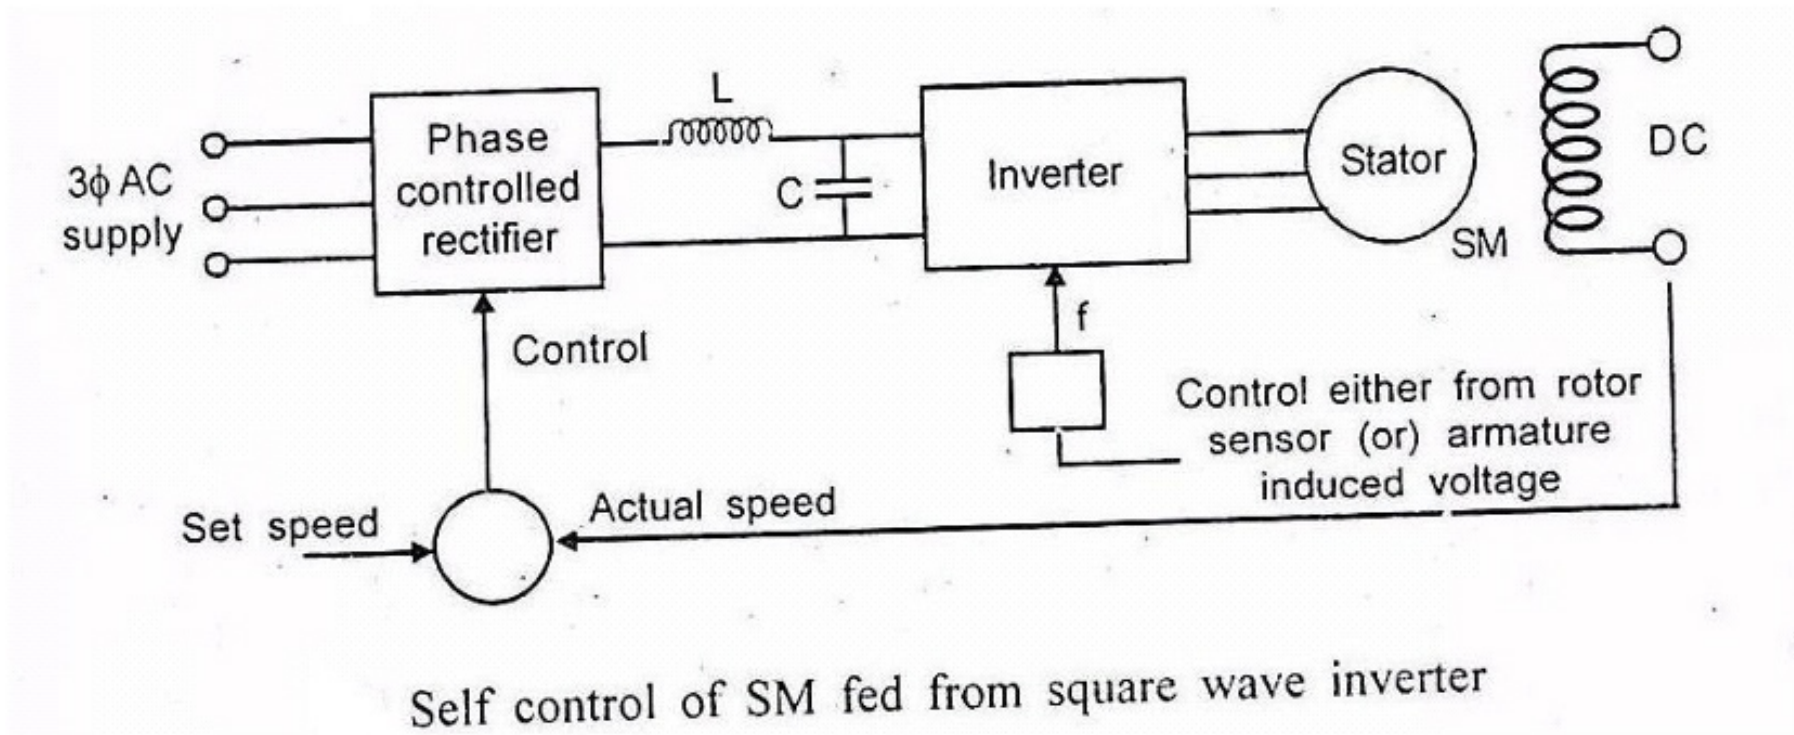 L
Phase
controlled
rectifier
3ϕ AC
supply
C
Inverter
Stator
SM
DC
Control
f
Control either from rotor
sensor (or) armature
induced voltage
Set speed
Actual speed
Self control of SM fed from square wave inverter